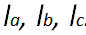 Ia, Ib, Ic.